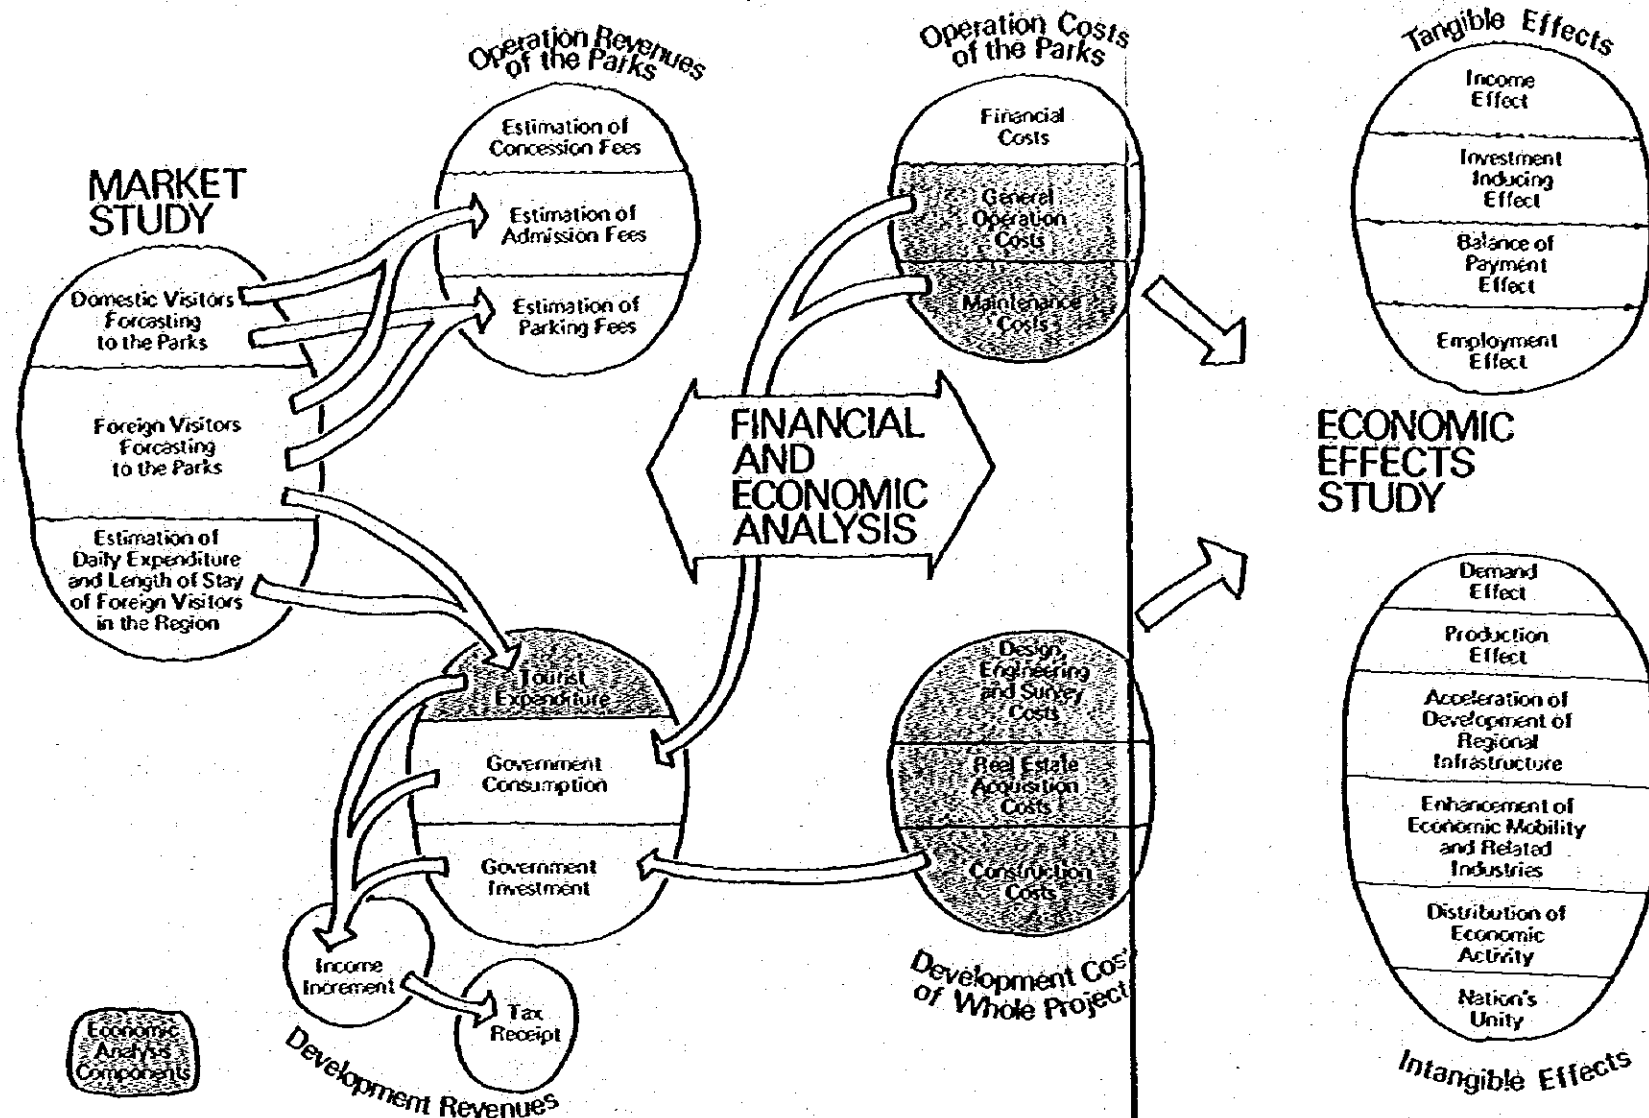 MARKET
STUDY
Domestic Visitors
Forcasting
to the Parks
Foreign Visitors
Forcasting
to the Parks
Estimation of
Daily Expenditure
and Length of Stay
of Foreign Visitors
in the Region
Operation Revenues
of the Parks
Estimation of
Concession Fees
Estimation of
Admission Fees
Estimation of
Parking Fees
Operation Costs
of the Parks
Financial
Costs
General
Operation
Costs
Maintenance
Costs
FINANCIAL
AND
ECONOMIC
ANALYSIS
Tourist
Expenditure
Government
Consumption
Government
Investment
Income
Increment
Tax
Receipt
Development Revenues
Design,
Engineering
and Survey
Costs
Real Estate
Acquisition
Costs
Construction
Costs
Development Cos
of Whole Project
Tangible Effects
Income
Effect
Investment
Inducing
Effect
Balance of
Payment
Effect
Employment
Effect
ECONOMIC
EFFECTS
STUDY
Demand
Effect
Production
Effect
Acceleration of
Development of
Regional
Infrastructure
Enhancement of
Economic Mobility
and Related
Industries
Distribution of
Economic
Activity
Nation's
Unity
Intangible Effects
Economic
Analysis
Components